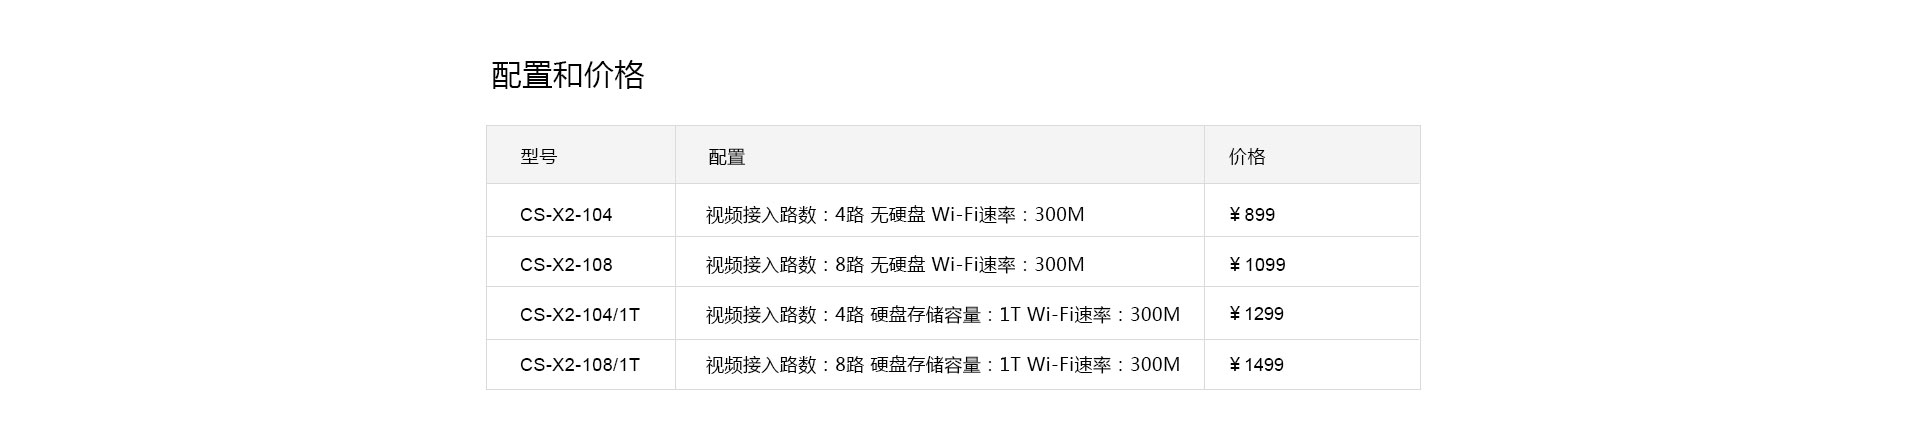 配置和价格
型号 配置 价格
CS-X2-104 视频接入路数：4路 无硬盘 Wi-Fi速率：300M ¥899
CS-X2-108 视频接入路数：8路 无硬盘 Wi-Fi速率：300M ¥1099
CS-X2-104/1T 视频接入路数：4路 硬盘存储容量：1T Wi-Fi速率：300M ¥1299
CS-X2-108/1T 视频接入路数：8路 硬盘存储容量：1T Wi-Fi速率：300M ¥1499